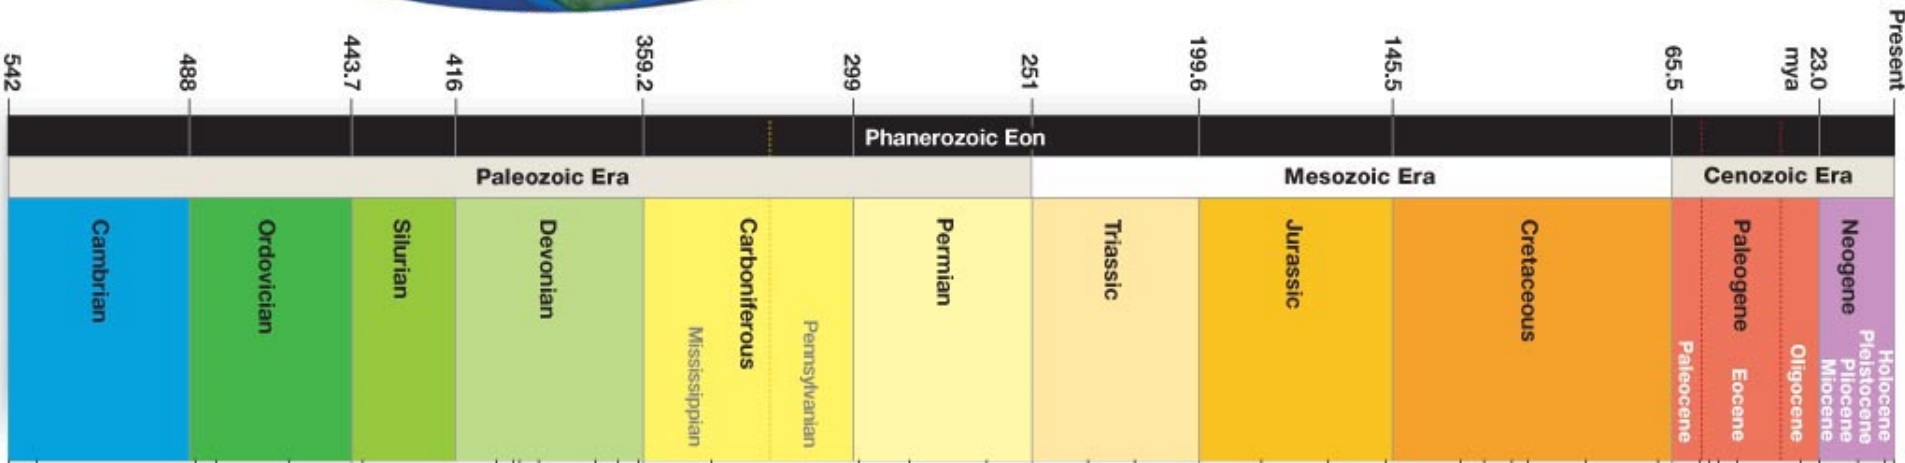 542
488
443.7
416
359.2
299
251
199.6
145.5
65.5
23.0
mya
Present
Phanerozoic Eon
Paleozoic Era
Mesozoic Era
Cenozoic Era
Cambrian
Ordovician
Silurian
Devonian
Carboniferous
Mississippian
Pennsylvanian
Permian
Triassic
Jurassic
Cretaceous
Paleogene
Paleocene
Eocene
Oligocene
Neogene
Miocene
Pliocene
Pleistocene
Holocene